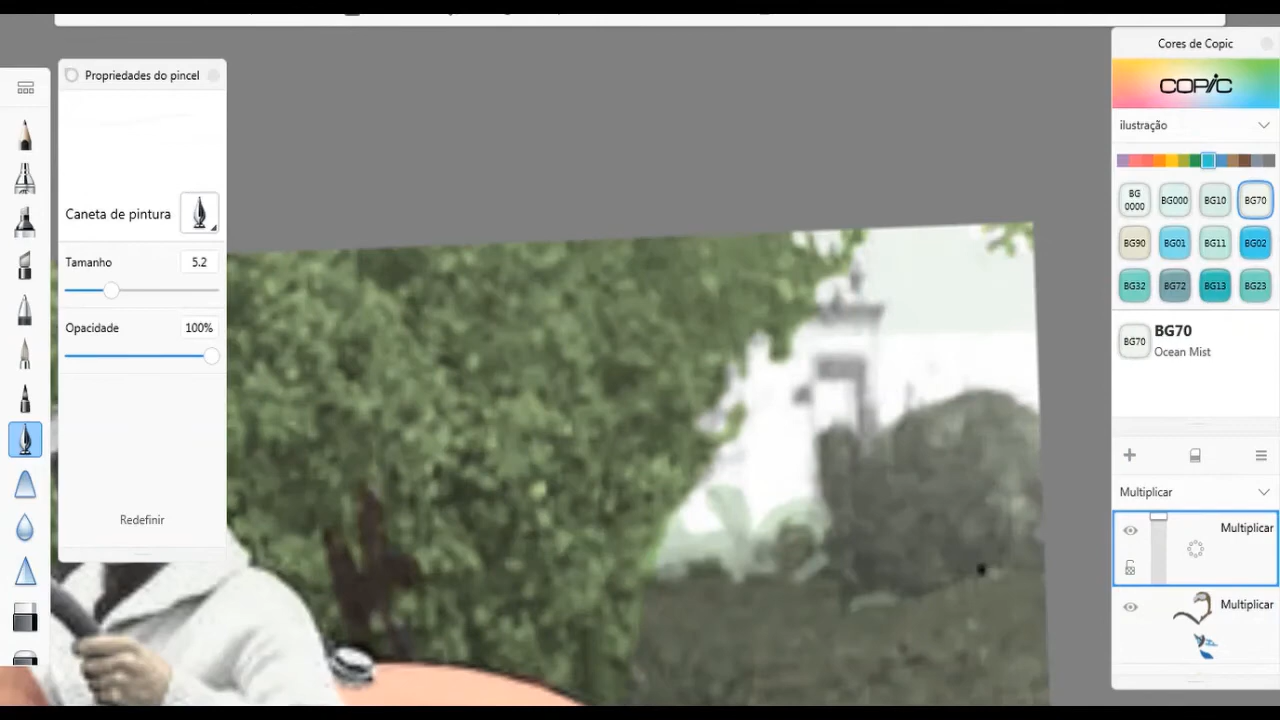 Propriedades do pincel
Caneta de pintura
Tamanho 5.2
Opacidade 100%
Redefinir
Cores de Copic
COPIC
ilustração
BG 0000 BG000 BG10 BG70
BG90 BG01 BG11 BG02
BG32 BG72 BG13 BG23
BG70 BG70
Ocean Mist
Multiplicar
Multiplicar
Multiplicar